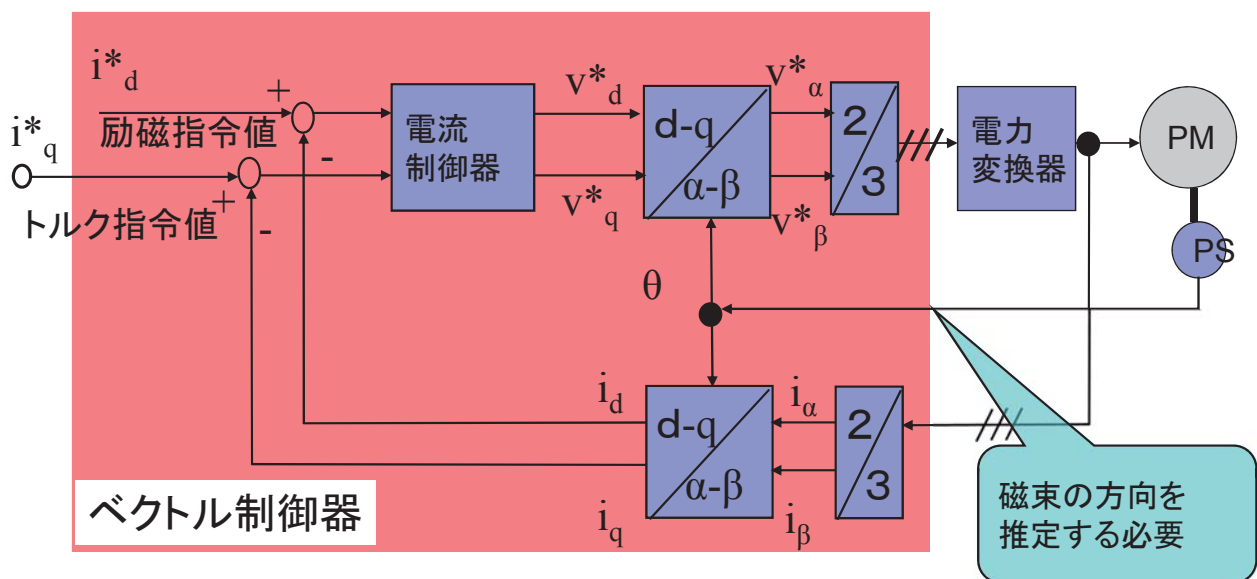 i*d
励磁指令値
i*q
トルク指令値
+
-
+
-
電流
制御器
v*d
v*q
d-q
α-β
v*α
v*β
2
3
電力
変換器
PM
PS
θ
id
iq
d-q
α-β
iα
iβ
2
3
ベクトル制御器
磁束の方向を
推定する必要